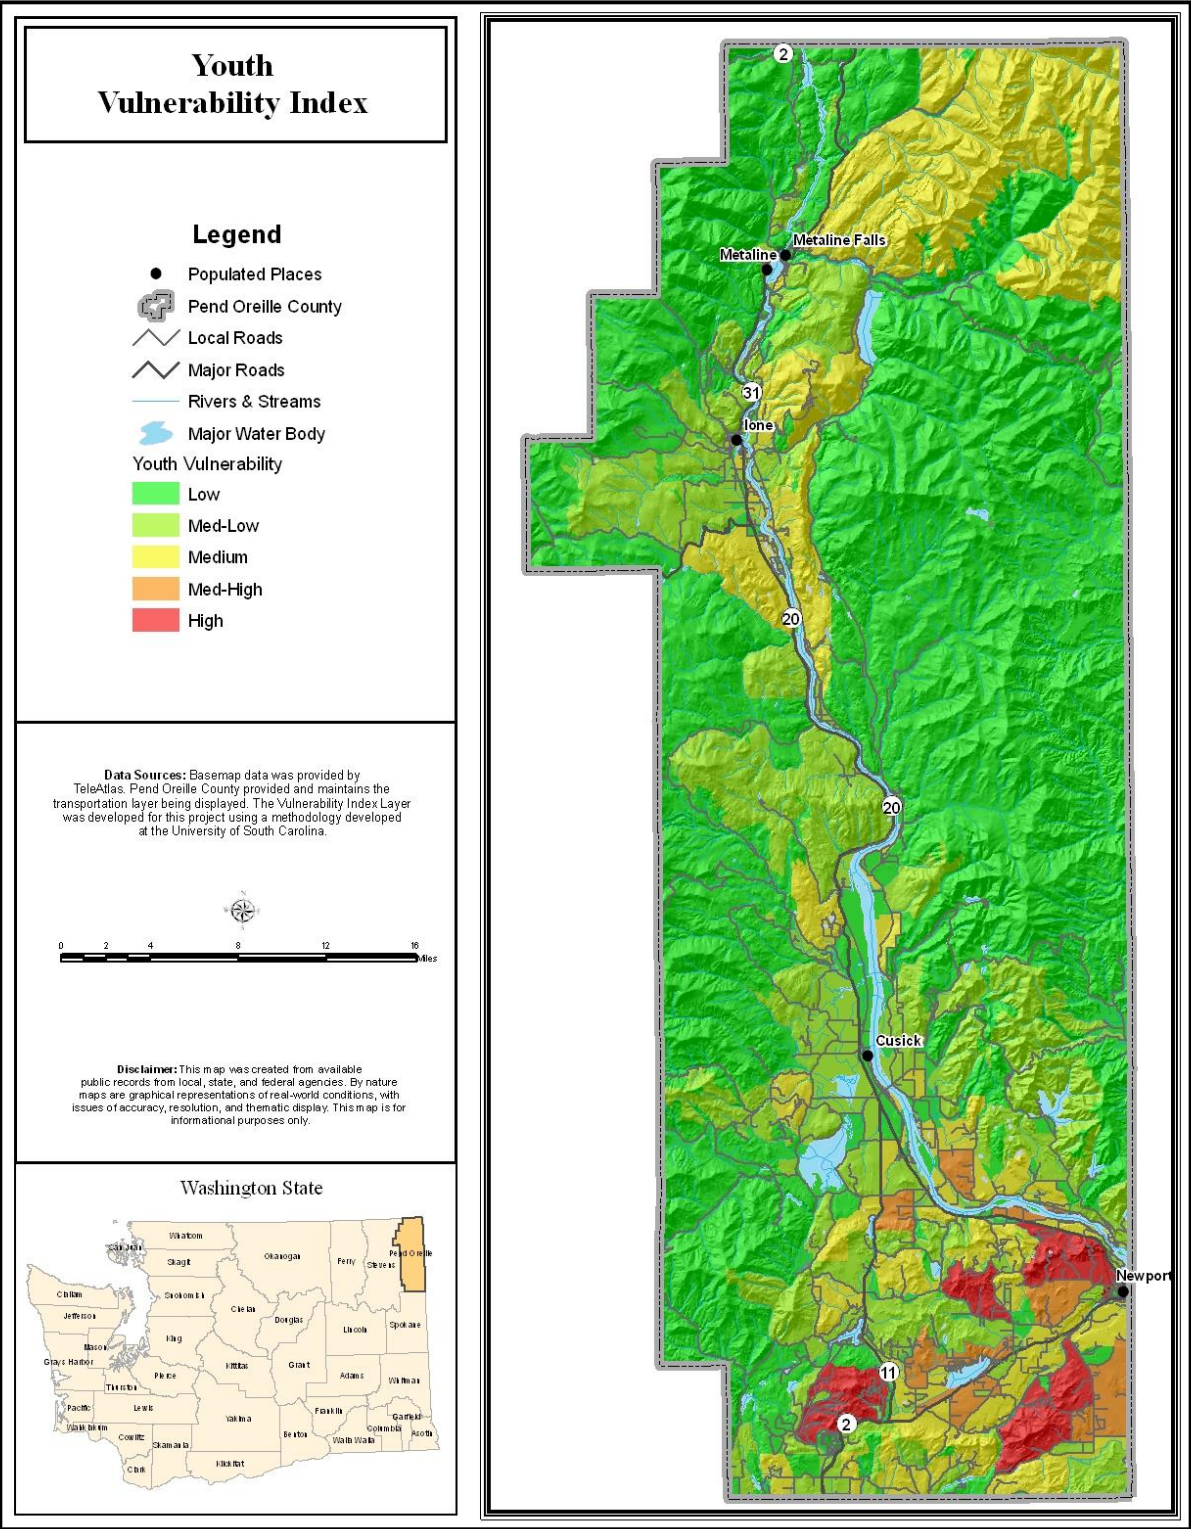 Youth
Vulnerability Index
Legend
Populated Places
Pend Oreille County
Local Roads
Major Roads
Rivers & Streams
Major Water Body
Youth Vulnerability
Low
Med-Low
Medium
Med-High
High
Data Sources: Basemap data was provided by
TeleAtlas. Pend Oreille County provided and maintains the
transportation layer being displayed. The Vulnerability Index Layer
was developed for this project using a methodology developed
at the University of South Carolina.
N
0 2 4 8 12 16
Miles
Disclaimer: This map was created from available
public records from local, state, and federal agencies. By nature
maps are graphical representations of real-world conditions, with
issues of accuracy, resolution, and thematic display. This map is for
informational purposes only.
Washington State
Whatcom
San Juan
Skagit
Okanogan
Ferry
Stevens
Pend Oreille
Clallam
Snohomish
Chelan
Jefferson
Douglas
Lincoln
Spokane
King
Mason
Grays Harbor
Kittitas
Grant
Pierce
Adams
Whitman
Thurston
Pacific
Lewis
Franklin
Garfield
Yakima
Wahkiakum
Columbia
Asotin
Cowlitz
Benton
Walla Walla
Skamania
Klickitat
Clark
2
Metaline Falls
Metaline
31
Ione
20
20
Cusick
Newport
11
2